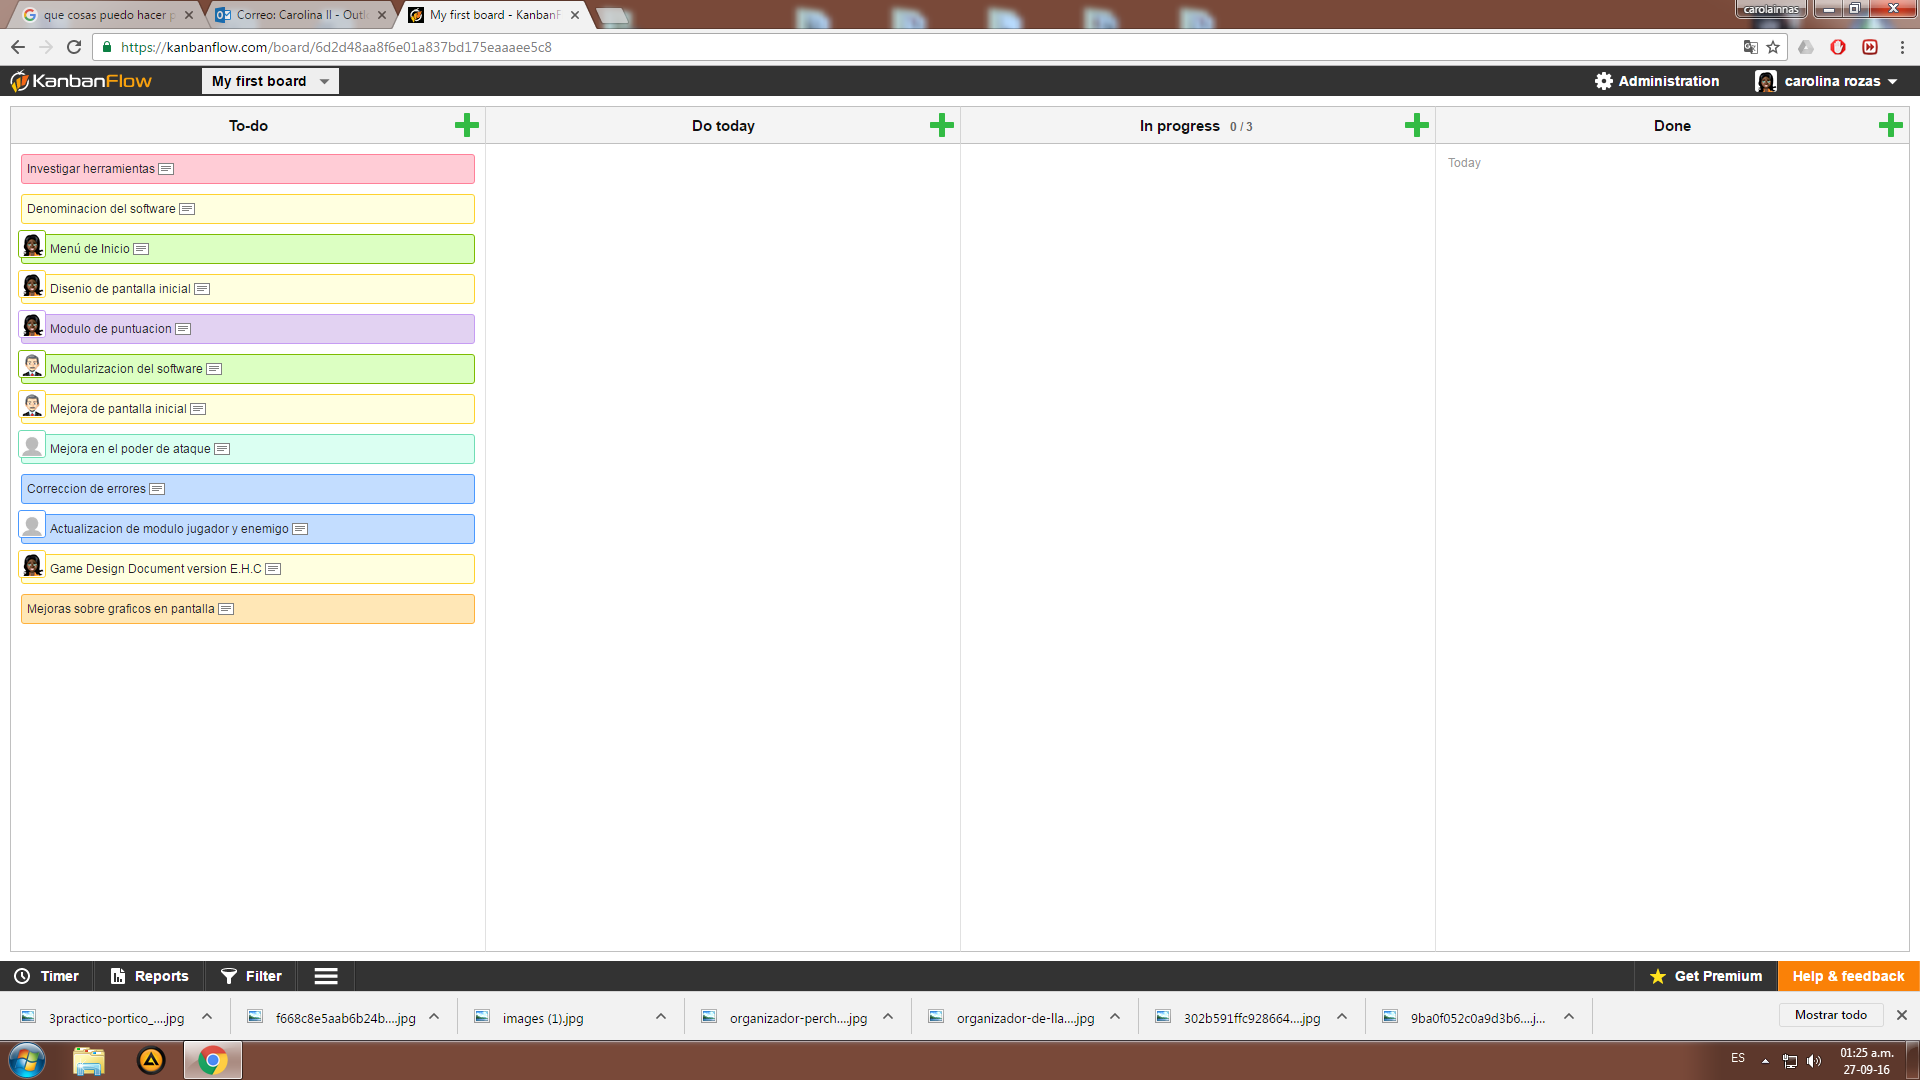 que cosas puedo hacer p
Correo: Carolina ll - Outl
My first board - KanbanF
carolainnas
https://kanbanflow.com/board/6d2d48aa8f6e01a837bd175eaaaee5c8
KanbanFlow
My first board
Administration
carolina rozas
To-do
Do today
In progress 0 / 3
Done
Investigar herramientas
Denominacion del software
Menú de Inicio
Disenio de pantalla inicial
Modulo de puntuacion
Modularizacion del software
Mejora de pantalla inicial
Mejora en el poder de ataque
Correccion de errores
Actualizacion de modulo jugador y enemigo
Game Design Document version E.H.C
Mejoras sobre graficos en pantalla
Today
Timer
Reports
Filter
Get Premium
Help & feedback
3practico-portico_....jpg
f668c8e5aab6b24b....jpg
images (1).jpg
organizador-perch....jpg
organizador-de-lla....jpg
302b591ffc928664....jpg
9ba0f052c0a9d3b6....j...
Mostrar todo
ES
01:25 a.m.
27-09-16